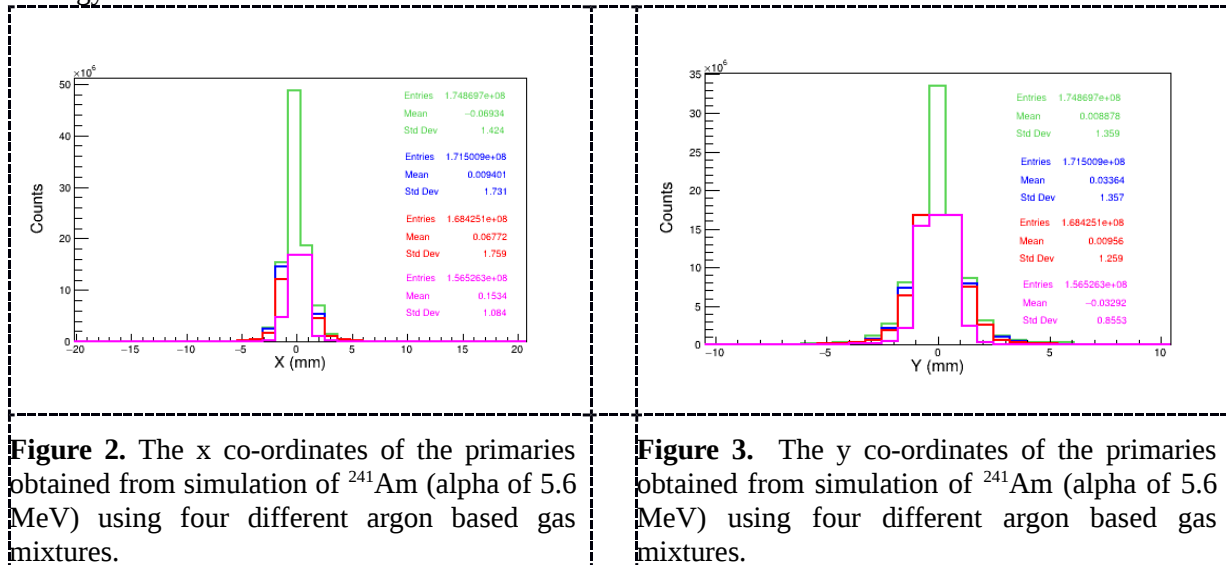 ×10⁶
50
40
30
20
10
0
Counts
−20 −15 −10 −5 0 5 10 15 20
X (mm)
Entries 1.748697e+08
Mean −0.06934
Std Dev 1.424
Entries 1.715009e+08
Mean 0.009401
Std Dev 1.731
Entries 1.684251e+08
Mean 0.06772
Std Dev 1.759
Entries 1.565263e+08
Mean 0.1534
Std Dev 1.084
Figure 2. The x co-ordinates of the primaries
obtained from simulation of ²⁴¹Am (alpha of 5.6
MeV) using four different argon based gas
mixtures.
×10⁶
35
30
25
20
15
10
5
0
Counts
−10 −5 0 5 10
Y (mm)
Entries 1.748697e+08
Mean 0.008878
Std Dev 1.359
Entries 1.715009e+08
Mean 0.03364
Std Dev 1.357
Entries 1.684251e+08
Mean 0.00956
Std Dev 1.259
Entries 1.565263e+08
Mean −0.03292
Std Dev 0.8553
Figure 3. The y co-ordinates of the primaries
obtained from simulation of ²⁴¹Am (alpha of 5.6
MeV) using four different argon based gas
mixtures.